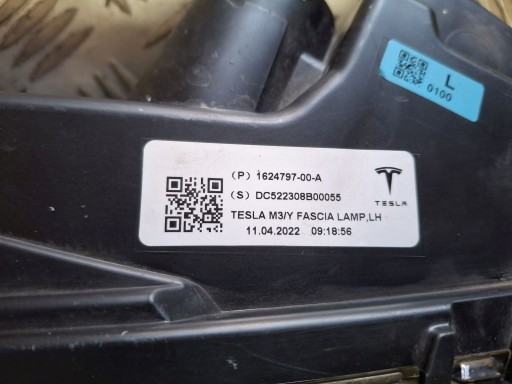 L
0100
(P) 1624797-00-A
(S) DC522308B00055
TESLA
TESLA M3/Y FASCIA LAMP,LH
11.04.2022 09:18:56